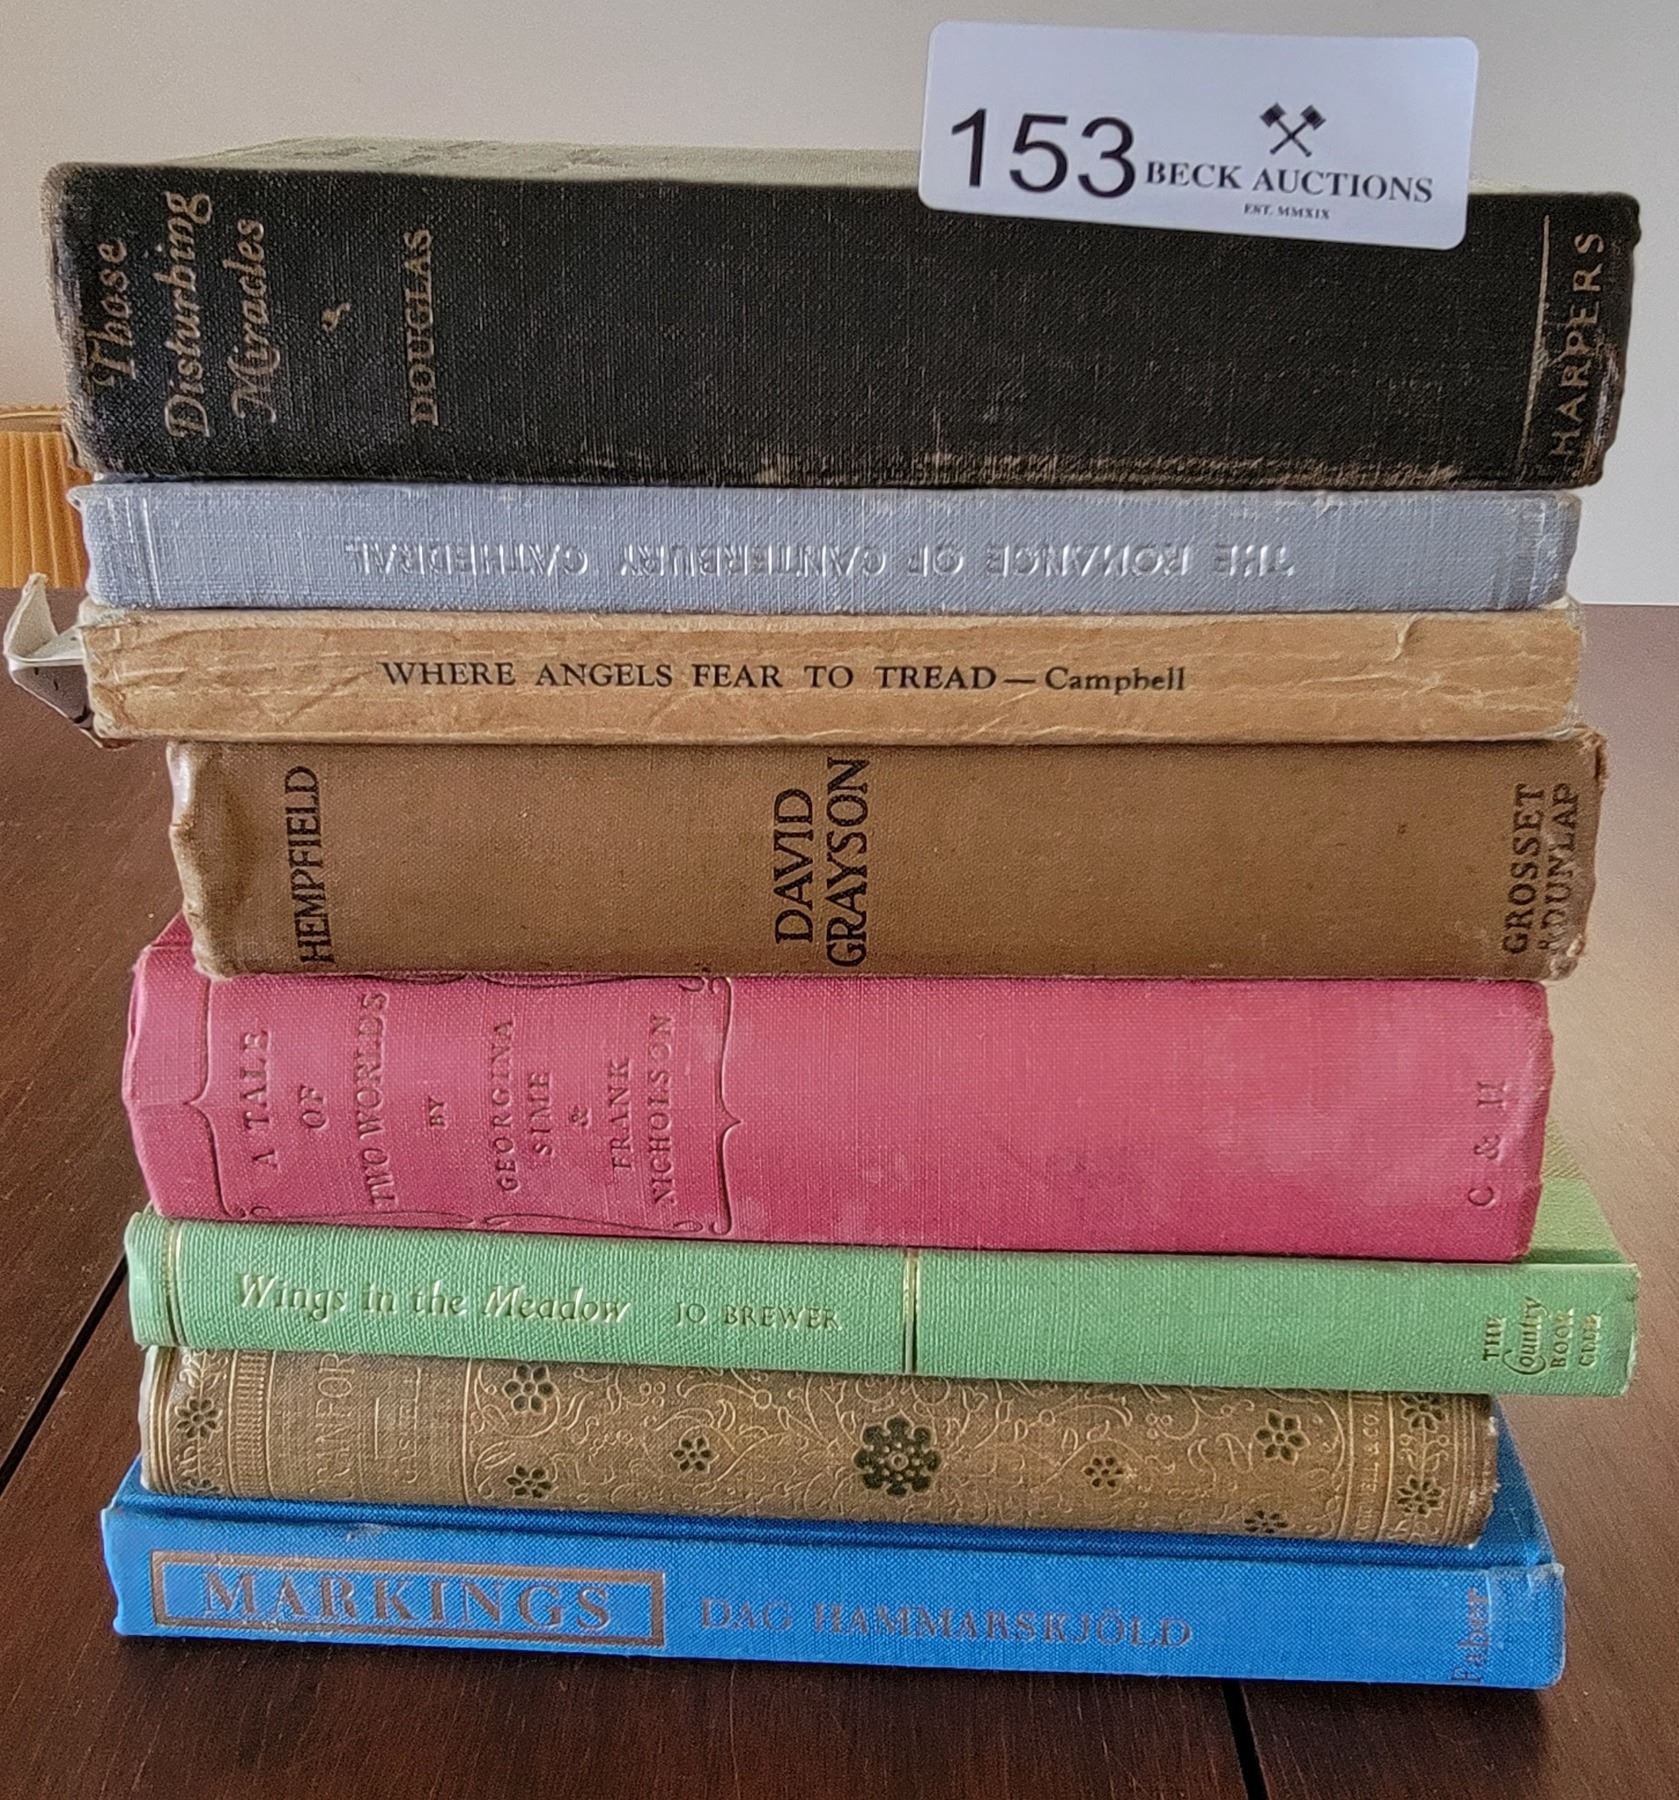 153 BECK AUCTIONS
EST. MMXIX
Those
Disturbing
Miracles
DOUGLAS
HARPERS
THE ROMANCE OF CANTERBURY CATHEDRAL
WHERE ANGELS FEAR TO TREAD — Campbell
HEMPFIELD
DAVID
GRAYSON
GROSSET
& DUNLAP
A TALE
OF
TWO WORLDS
BY
GEORGINA
SIME
&
FRANK
NICHOLSON
C & H
Wings in the Meadow JO BREWER
THE
Country
BOOK
CLUB
MARKINGS DAG HAMMARSKJÖLD
Faber